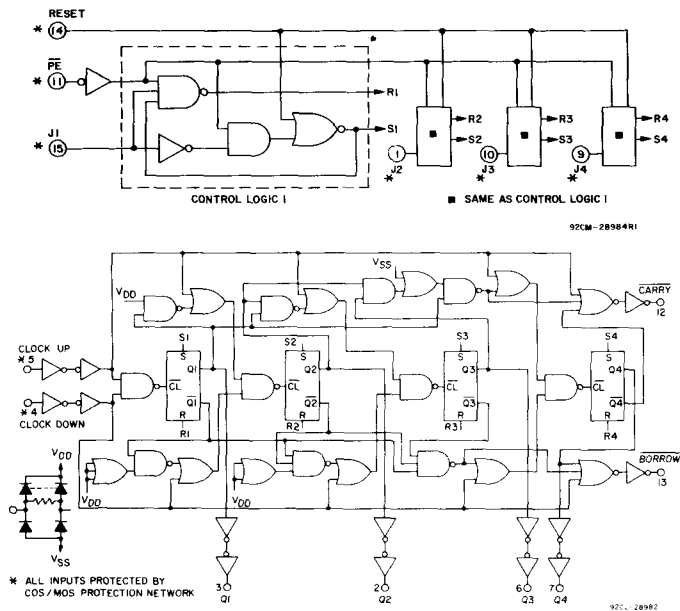 RESET
* 14
PE
* 11
J1
* 15
R1
S1
CONTROL LOGIC 1
*
1
J2
*
R2
S2
10
J3
*
R3
S3
9
J4
*
R4
S4
■ SAME AS CONTROL LOGIC 1
92CM-28984R1
VDD
VSS
CARRY
12
CLOCK UP
* 5
* 4
CLOCK DOWN
S1
S
Q1
CL
Q1
R
R1
S2
S
Q2
CL
Q2
R
R2
S3
S
Q3
CL
Q3
R
R3
S4
S
Q4
CL
Q4
R
R4
VDD
VDD
BORROW
13
VDD
VSS
* ALL INPUTS PROTECTED BY
COS/MOS PROTECTION NETWORK
3
Q1
2
Q2
6
Q3
7
Q4
92CL-28982